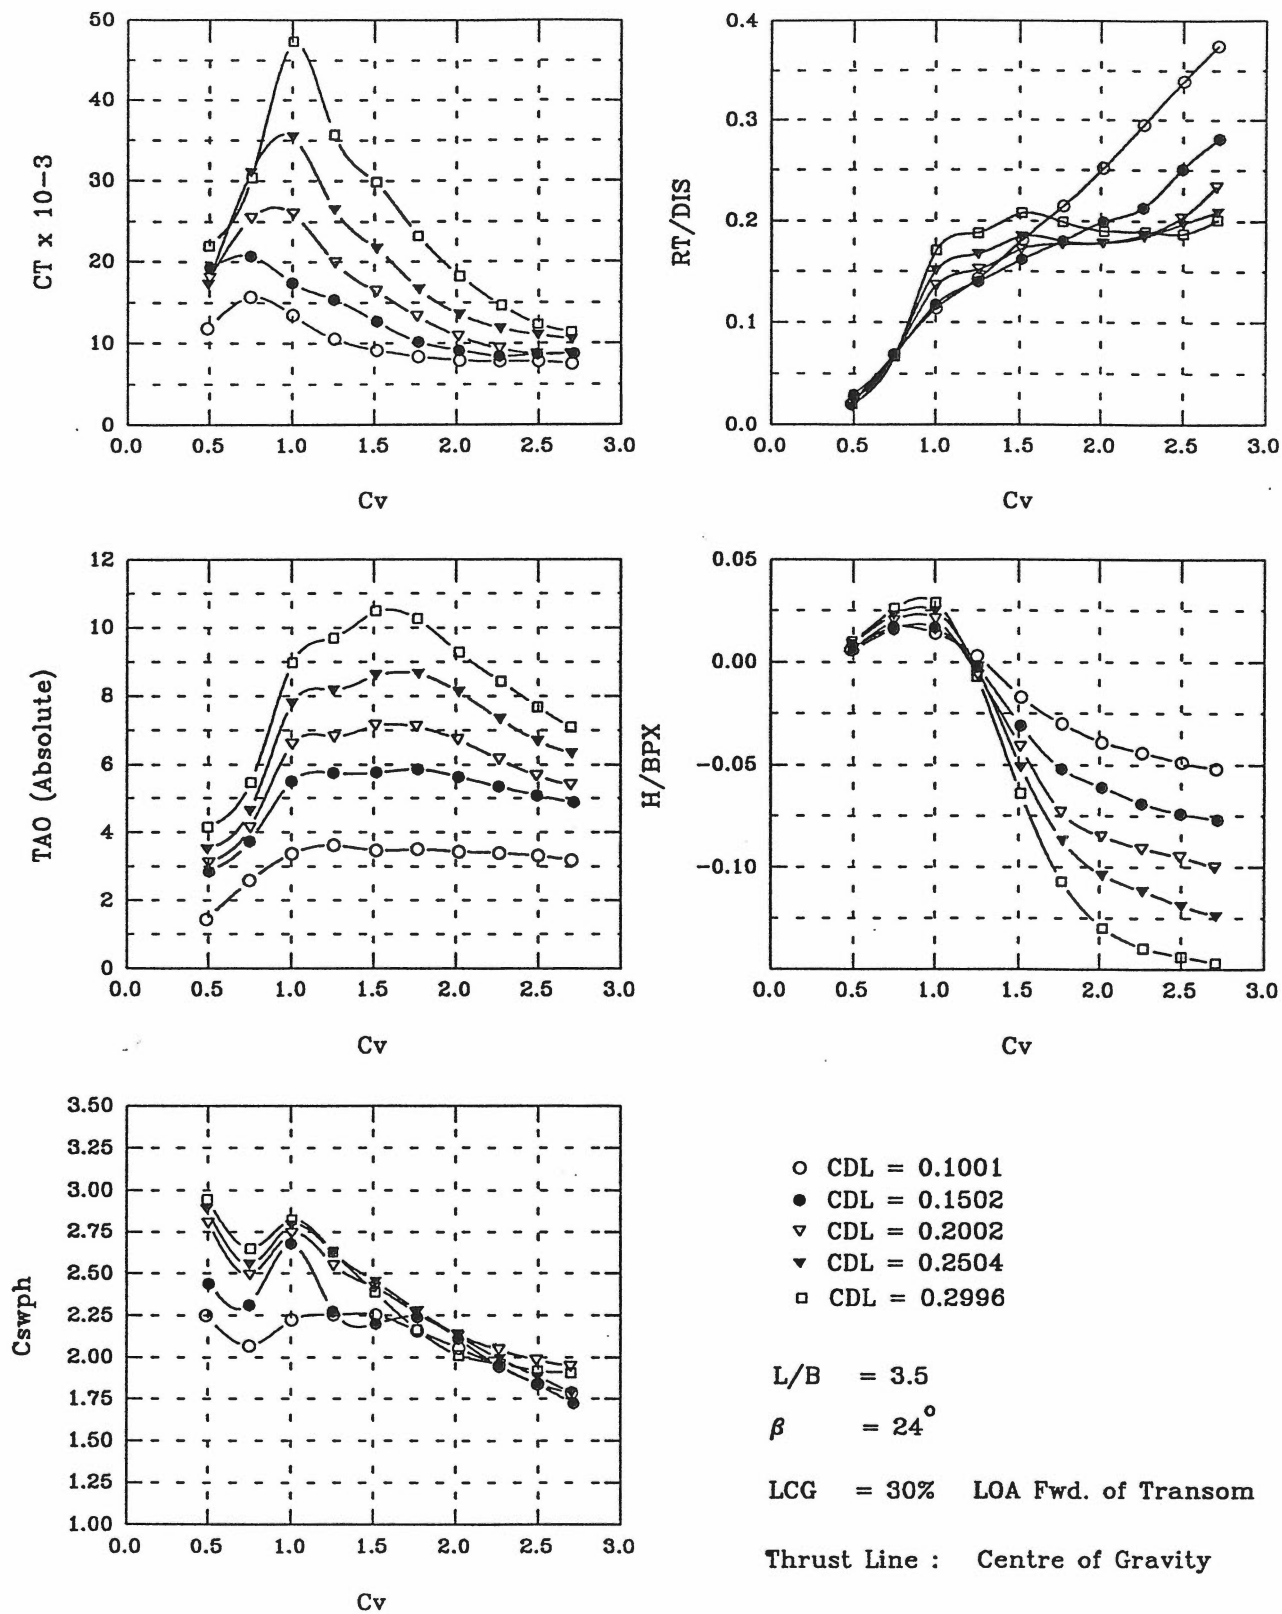 CT x 10-3
50
40
30
20
10
0
0.0 0.5 1.0 1.5 2.0 2.5 3.0
Cv
RT/DIS
0.4
0.3
0.2
0.1
0.0
0.0 0.5 1.0 1.5 2.0 2.5 3.0
Cv
TAO (Absolute)
12
10
8
6
4
2
0
0.0 0.5 1.0 1.5 2.0 2.5 3.0
Cv
H/BPX
0.05
0.00
-0.05
-0.10
0.0 0.5 1.0 1.5 2.0 2.5 3.0
Cv
Cswph
3.50
3.25
3.00
2.75
2.50
2.25
2.00
1.75
1.50
1.25
1.00
0.0 0.5 1.0 1.5 2.0 2.5 3.0
Cv
CDL = 0.1001
CDL = 0.1502
CDL = 0.2002
CDL = 0.2504
CDL = 0.2996
L/B = 3.5
β = 24°
LCG = 30% LOA Fwd. of Transom
Thrust Line : Centre of Gravity